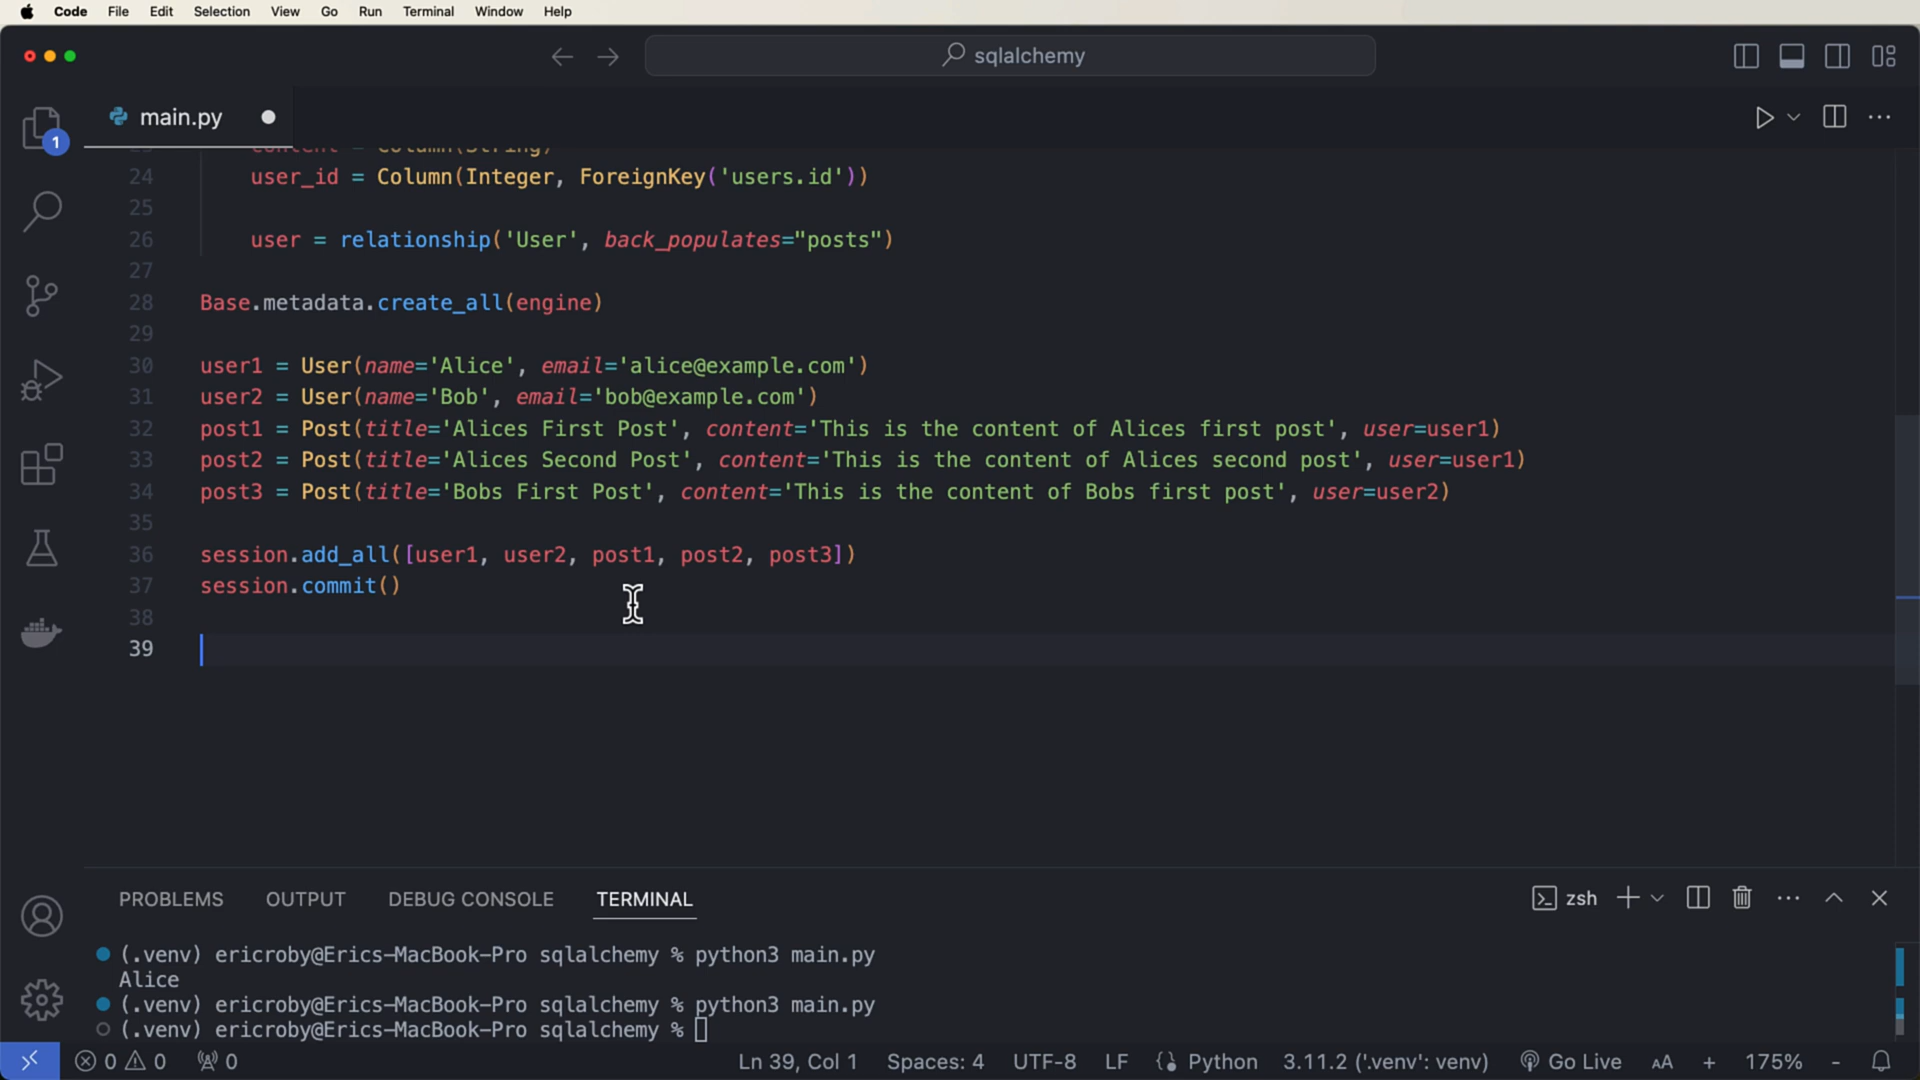 Code File Edit Selection View Go Run Terminal Window Help
sqlalchemy
main.py
1
23 content = Column(String)
24 user_id = Column(Integer, ForeignKey('users.id'))
25
26 user = relationship('User', back_populates="posts")
27
28 Base.metadata.create_all(engine)
29
30 user1 = User(name='Alice', email='alice@example.com')
31 user2 = User(name='Bob', email='bob@example.com')
32 post1 = Post(title='Alices First Post', content='This is the content of Alices first post', user=user1)
33 post2 = Post(title='Alices Second Post', content='This is the content of Alices second post', user=user1)
34 post3 = Post(title='Bobs First Post', content='This is the content of Bobs first post', user=user2)
35
36 session.add_all([user1, user2, post1, post2, post3])
37 session.commit()
38
39
PROBLEMS OUTPUT DEBUG CONSOLE TERMINAL zsh
(.venv) ericroby@Erics-MacBook-Pro sqlalchemy % python3 main.py
Alice
(.venv) ericroby@Erics-MacBook-Pro sqlalchemy % python3 main.py
(.venv) ericroby@Erics-MacBook-Pro sqlalchemy %
0 0 0 Ln 39, Col 1 Spaces: 4 UTF-8 LF Python 3.11.2 ('.venv': venv) Go Live AA + 175% -